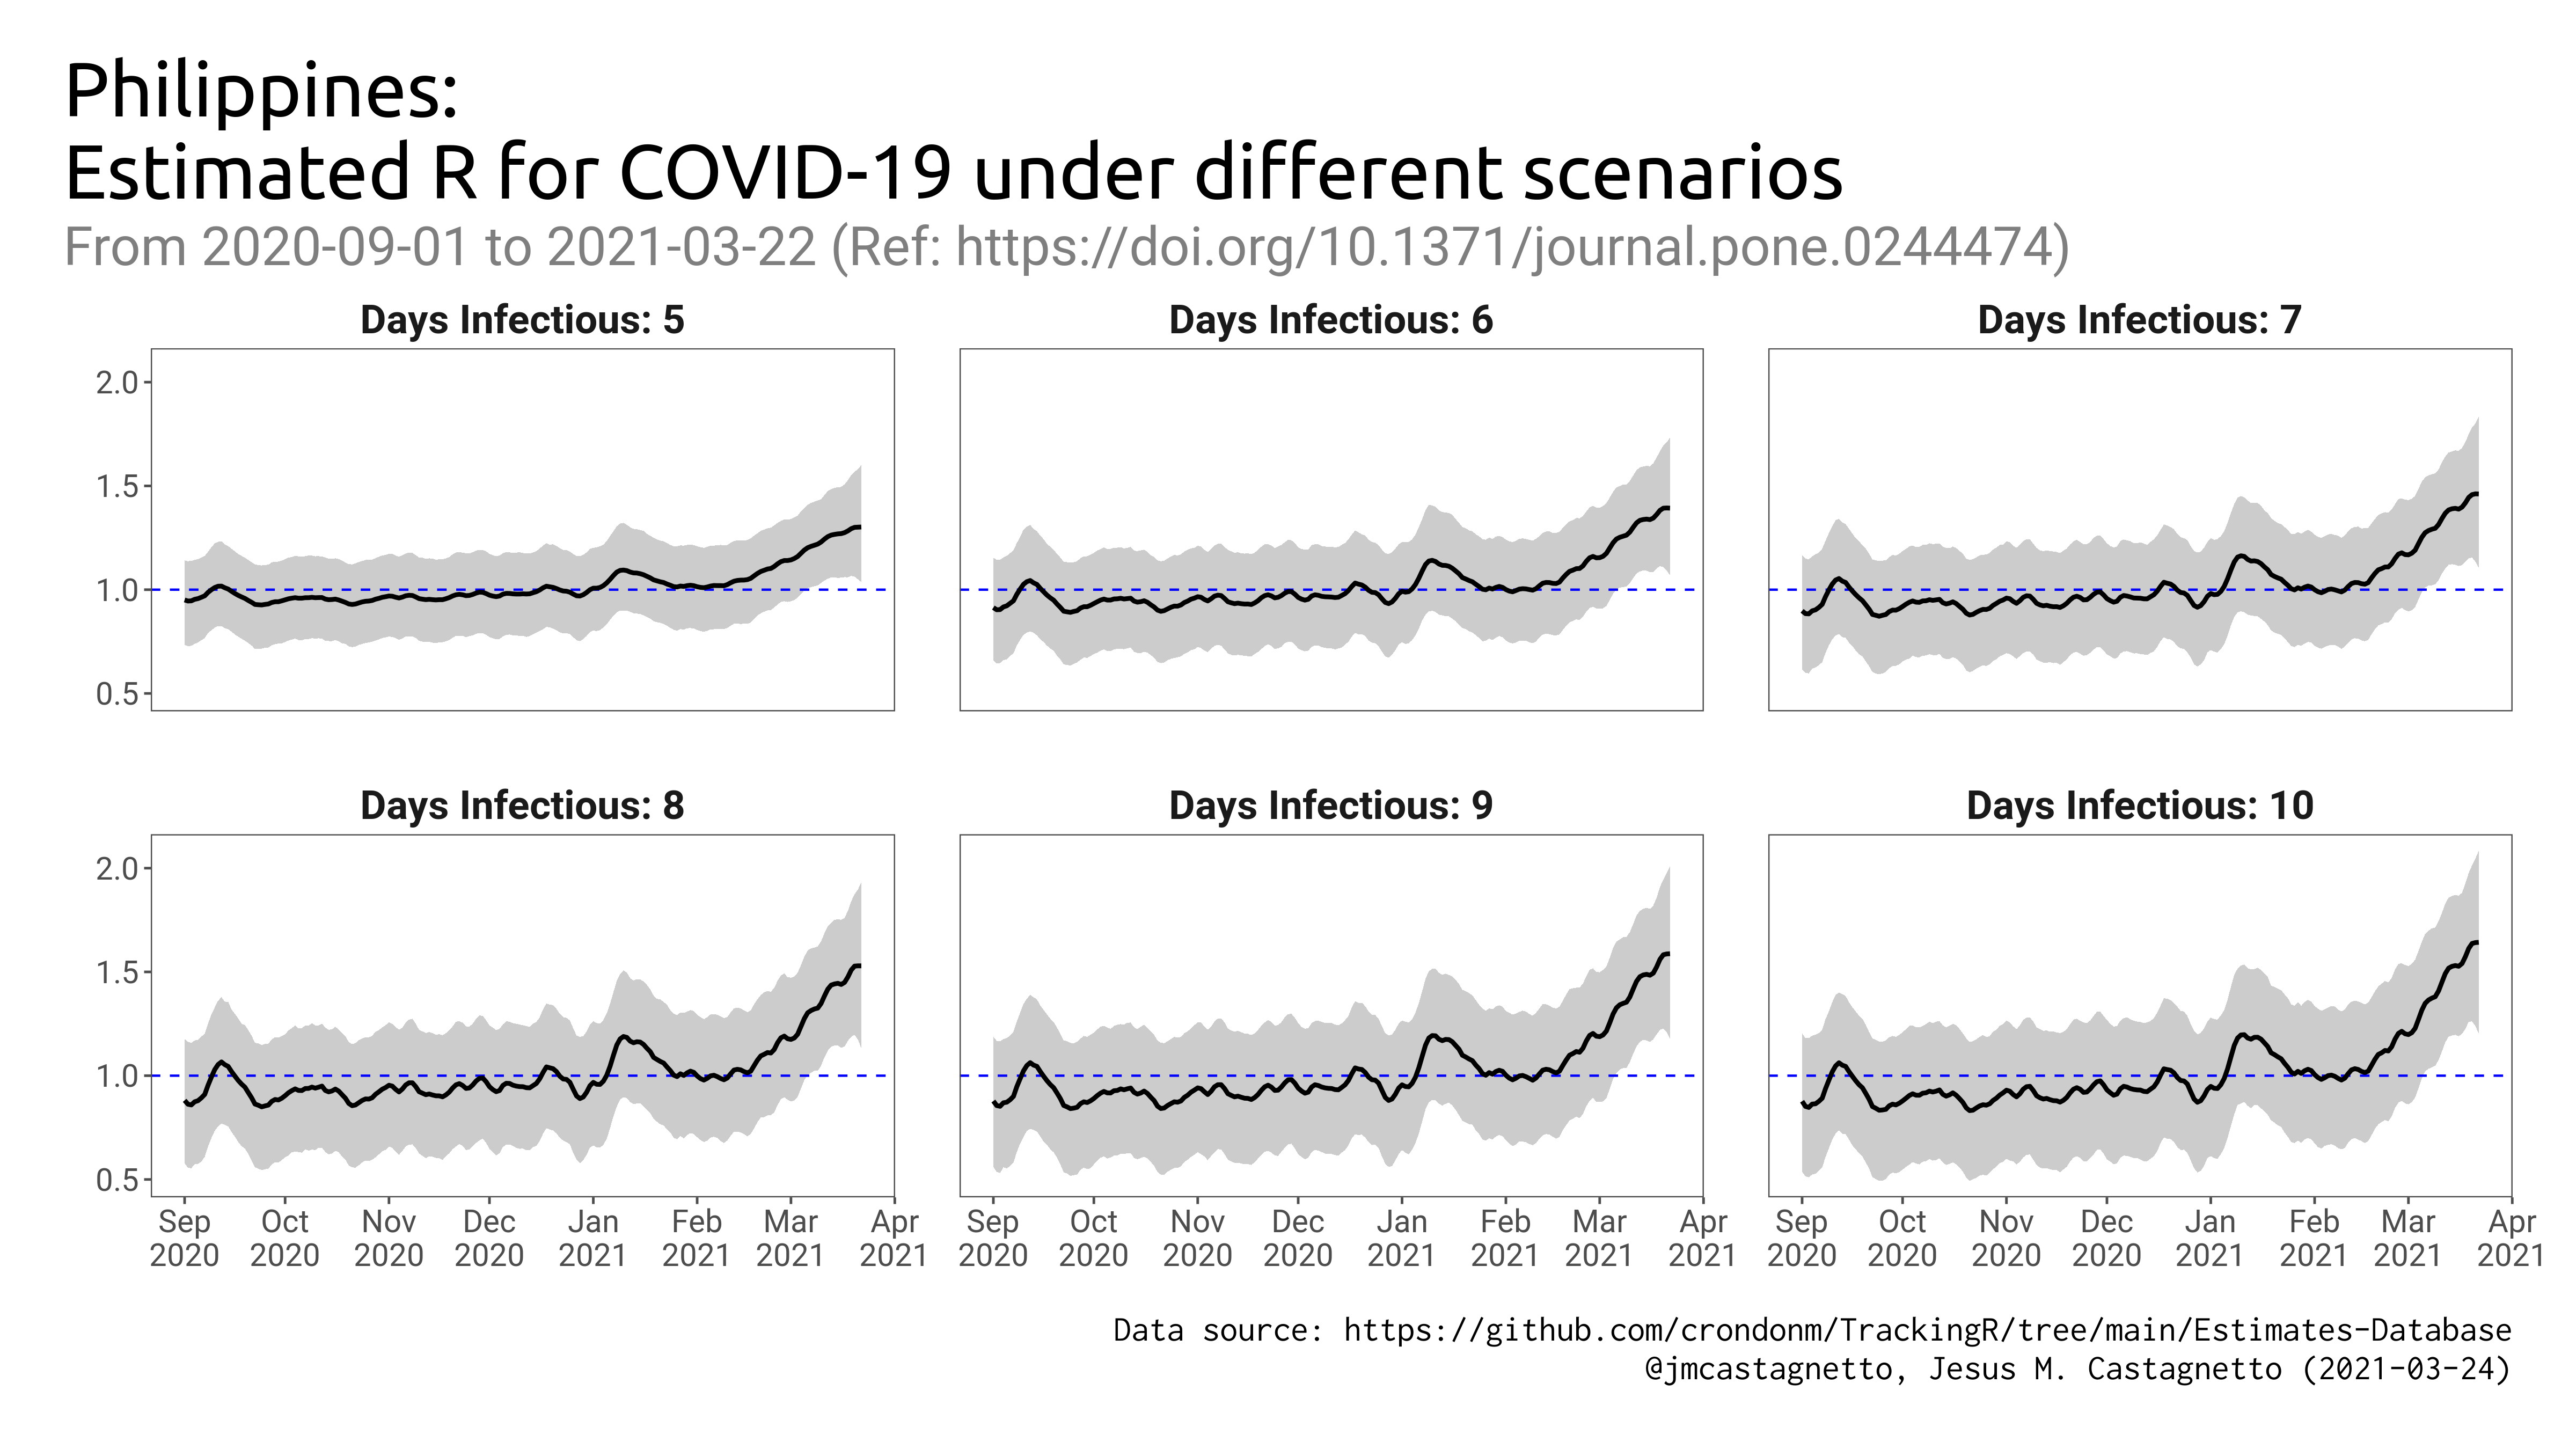 Philippines:
Estimated R for COVID-19 under different scenarios
From 2020-09-01 to 2021-03-22 (Ref: https://doi.org/10.1371/journal.pone.0244474)
Days Infectious: 5
Days Infectious: 6
Days Infectious: 7
2.0
1.5
1.0
0.5
Days Infectious: 8
Days Infectious: 9
Days Infectious: 10
2.0
1.5
1.0
0.5
Sep Oct Nov Dec Jan Feb Mar Apr
2020 2020 2020 2020 2021 2021 2021 2021
Sep Oct Nov Dec Jan Feb Mar Apr
2020 2020 2020 2020 2021 2021 2021 2021
Sep Oct Nov Dec Jan Feb Mar Apr
2020 2020 2020 2020 2021 2021 2021 2021
Data source: https://github.com/crondonm/TrackingR/tree/main/Estimates-Database
@jmcastagnetto, Jesus M. Castagnetto (2021-03-24)